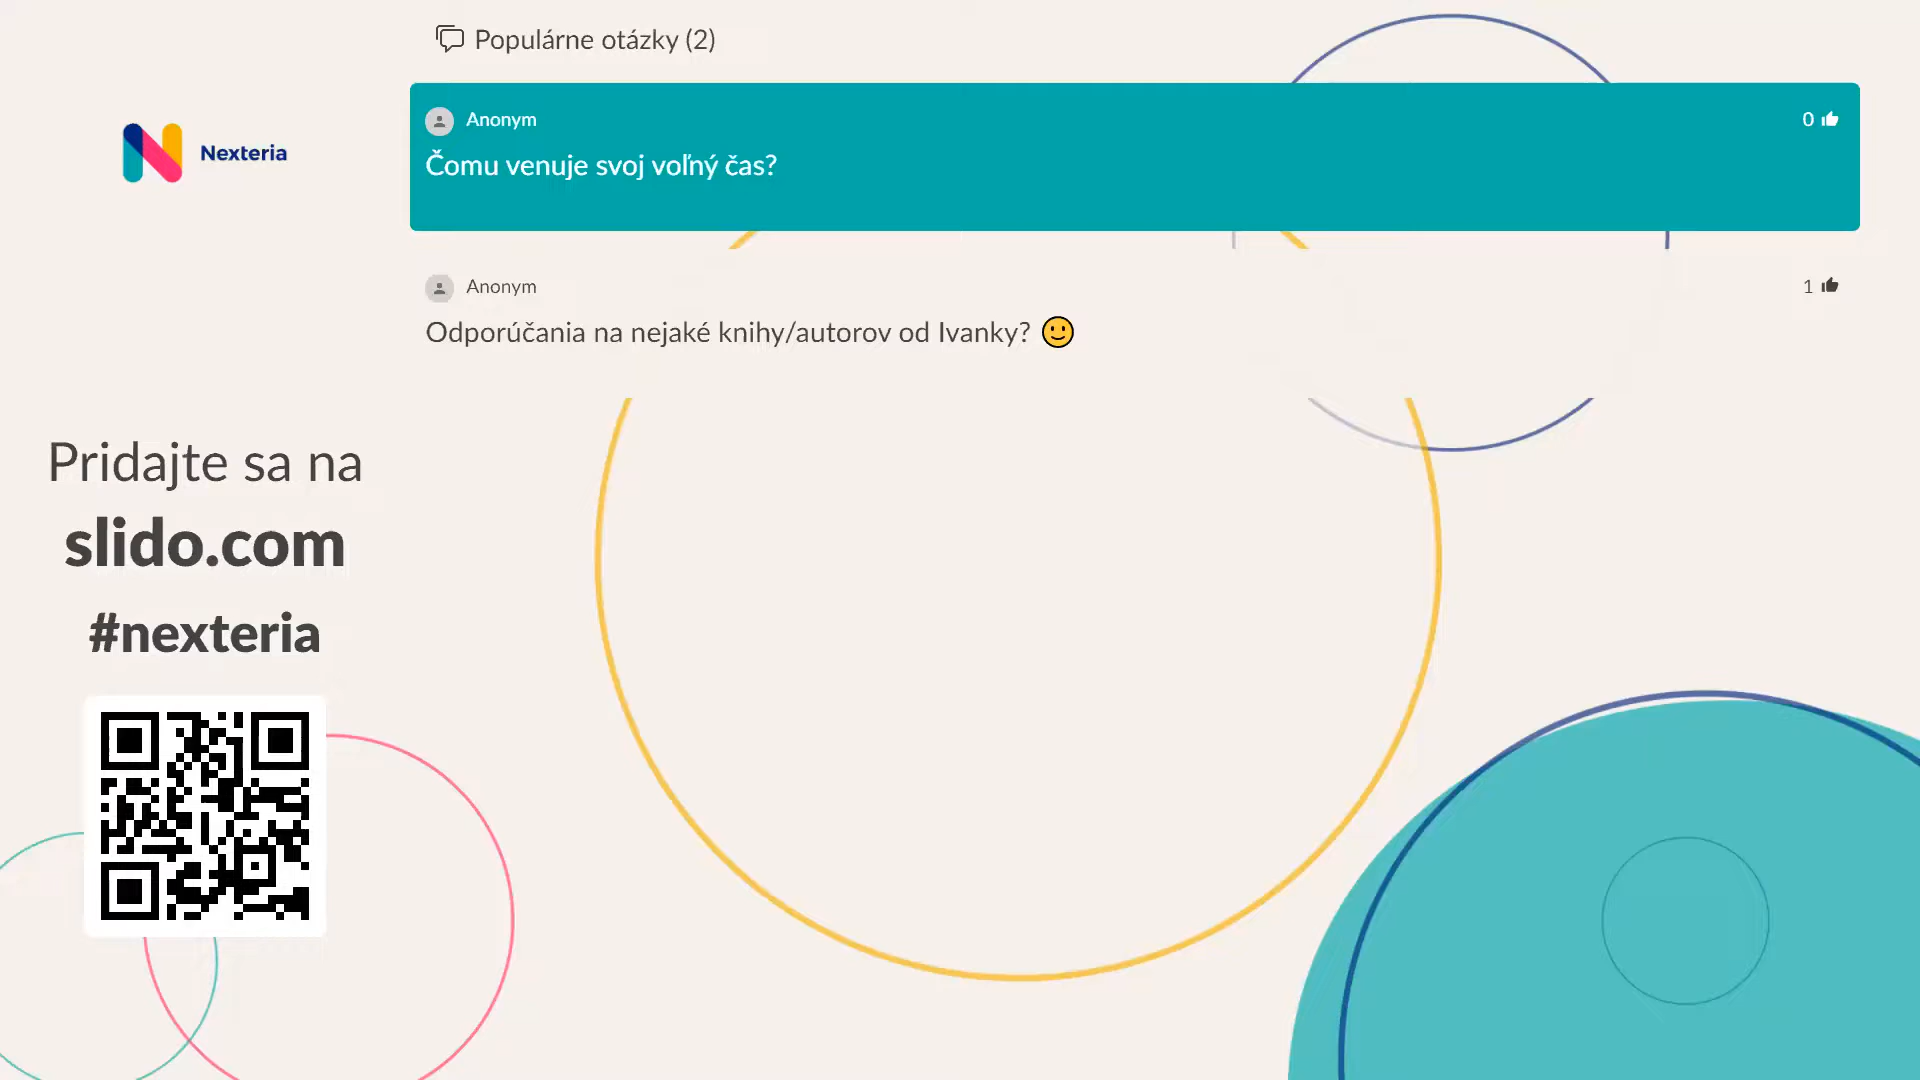 Populárne otázky (2)
Nexteria
Anonym
0
Čomu venuje svoj voľný čas?
Anonym
1
Odporúčania na nejaké knihy/autorov od Ivanky? 🙂
Pridajte sa na
slido.com
#nexteria